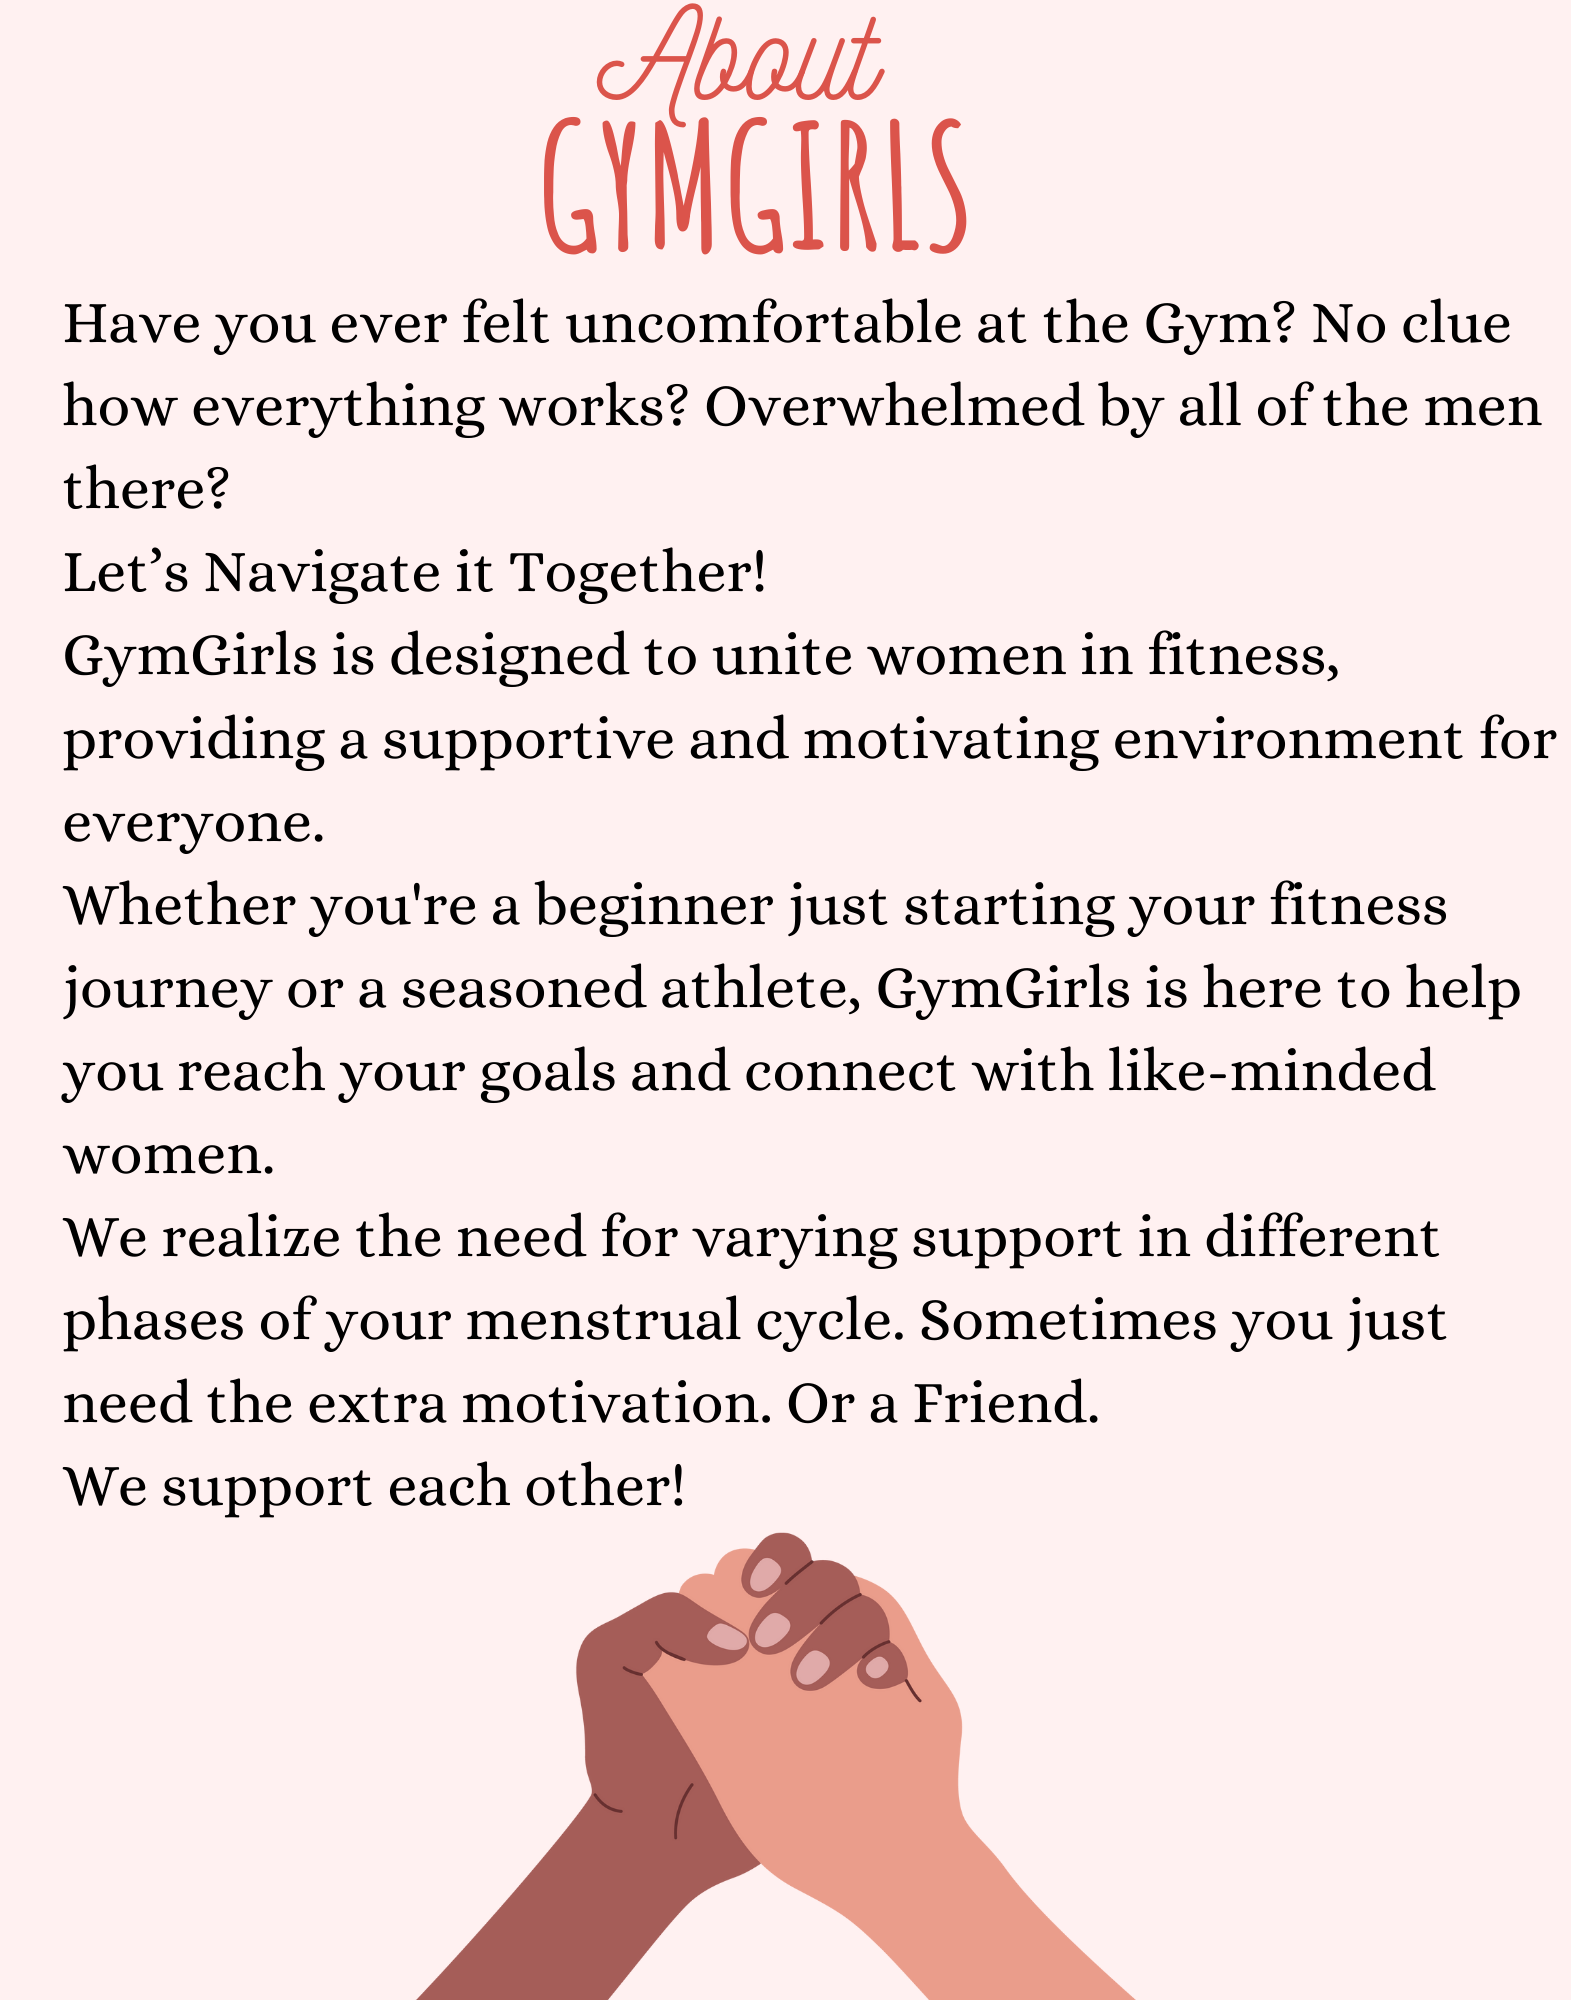 About
GYMGIRLS
Have you ever felt uncomfortable at the Gym? No clue
how everything works? Overwhelmed by all of the men
there?
Let’s Navigate it Together!
GymGirls is designed to unite women in fitness,
providing a supportive and motivating environment for
everyone.
Whether you're a beginner just starting your fitness
journey or a seasoned athlete, GymGirls is here to help
you reach your goals and connect with like-minded
women.
We realize the need for varying support in different
phases of your menstrual cycle. Sometimes you just
need the extra motivation. Or a Friend.
We support each other!